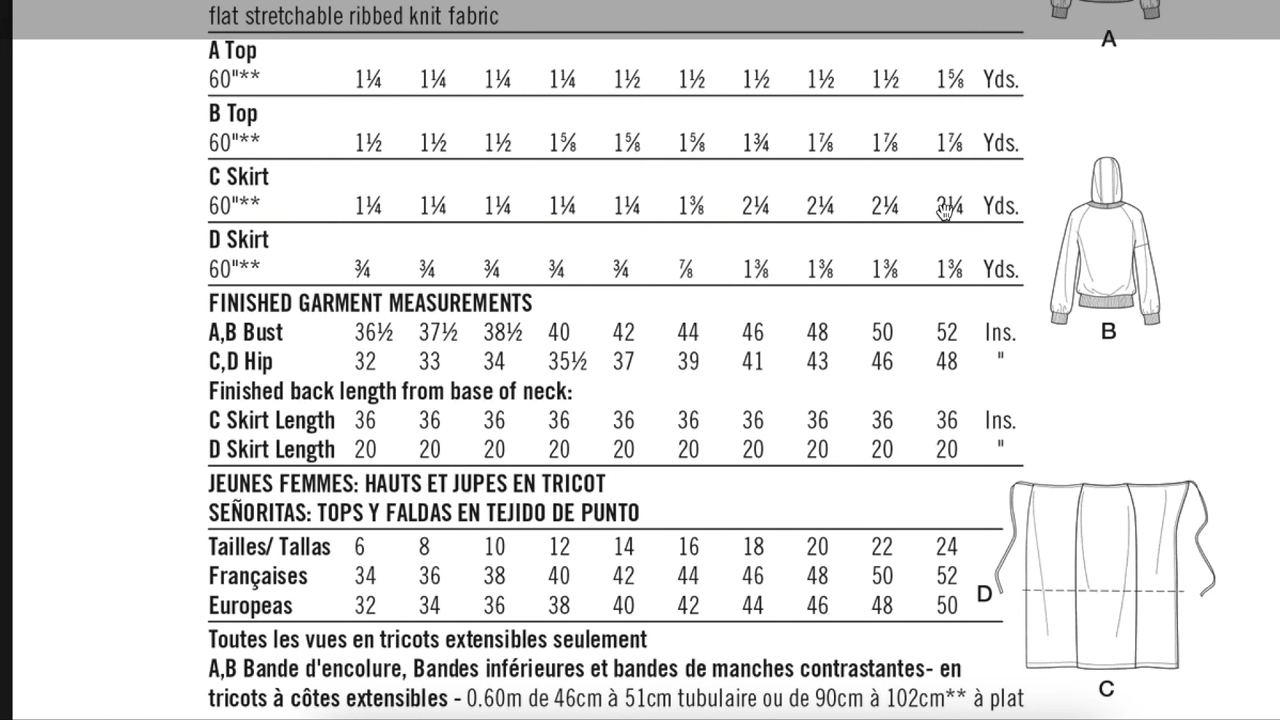 flat stretchable ribbed knit fabric
A Top
60"** 1¼ 1¼ 1¼ 1¼ 1½ 1½ 1½ 1½ 1½ 1⅝ Yds.
B Top
60"** 1½ 1½ 1½ 1⅝ 1⅝ 1⅝ 1¾ 1⅞ 1⅞ 1⅞ Yds.
C Skirt
60"** 1¼ 1¼ 1¼ 1¼ 1¼ 1⅜ 2¼ 2¼ 2¼ 2¼ Yds.
D Skirt
60"** ¾ ¾ ¾ ¾ ¾ ⅞ 1⅜ 1⅜ 1⅜ 1⅜ Yds.
FINISHED GARMENT MEASUREMENTS
A,B Bust 36½ 37½ 38½ 40 42 44 46 48 50 52 Ins.
C,D Hip 32 33 34 35½ 37 39 41 43 46 48 "
Finished back length from base of neck:
C Skirt Length 36 36 36 36 36 36 36 36 36 36 Ins.
D Skirt Length 20 20 20 20 20 20 20 20 20 20 "
JEUNES FEMMES: HAUTS ET JUPES EN TRICOT
SEÑORITAS: TOPS Y FALDAS EN TEJIDO DE PUNTO
Tailles/ Tallas 6 8 10 12 14 16 18 20 22 24
Françaises 34 36 38 40 42 44 46 48 50 52
Europeas 32 34 36 38 40 42 44 46 48 50
Toutes les vues en tricots extensibles seulement
A,B Bande d'encolure, Bandes inférieures et bandes de manches contrastantes- en
tricots à côtes extensibles - 0.60m de 46cm à 51cm tubulaire ou de 90cm à 102cm** à plat
A
B
D
C